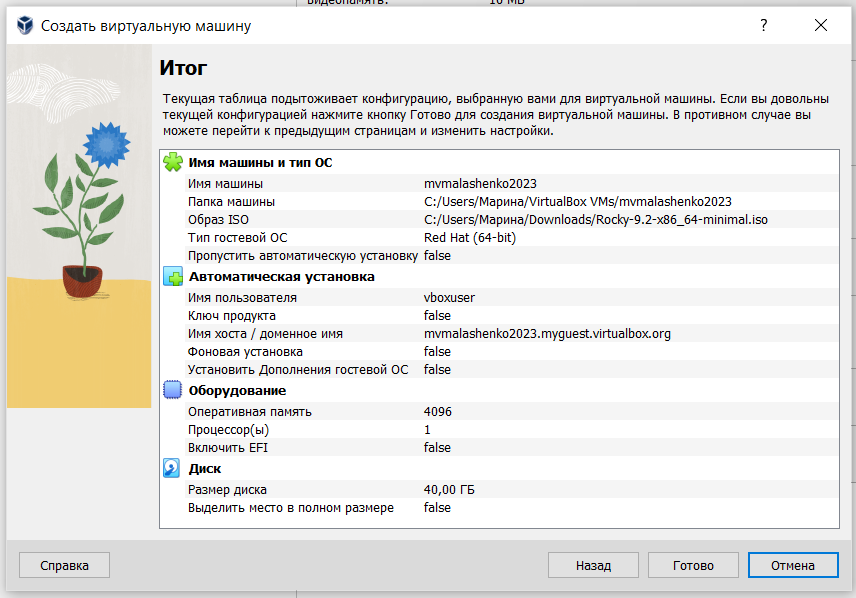 Видеопамять: 16 МБ
Создать виртуальную машину ?
Итог
Текущая таблица подытоживает конфигурацию, выбранную вами для виртуальной машины. Если вы довольны
текущей конфигурацией нажмите кнопку Готово для создания виртуальной машины. В противном случае вы
можете перейти к предыдущим страницам и изменить настройки.
Имя машины и тип ОС
Имя машины mvmalashenko2023
Папка машины C:/Users/Марина/VirtualBox VMs/mvmalashenko2023
Образ ISO C:/Users/Марина/Downloads/Rocky-9.2-x86_64-minimal.iso
Тип гостевой ОС Red Hat (64-bit)
Пропустить автоматическую установку false
Автоматическая установка
Имя пользователя vboxuser
Ключ продукта false
Имя хоста / доменное имя mvmalashenko2023.myguest.virtualbox.org
Фоновая установка false
Установить Дополнения гостевой ОС false
Оборудование
Оперативная память 4096
Процессор(ы) 1
Включить EFI false
Диск
Размер диска 40,00 ГБ
Выделить место в полном размере false
Справка Назад Готово Отмена